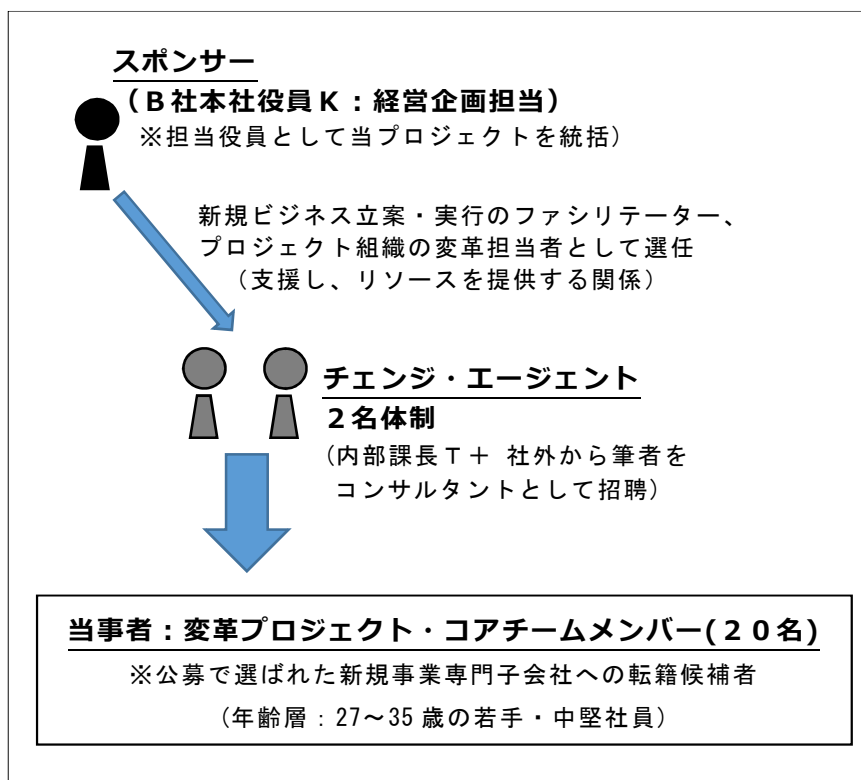 スポンサー
（Ｂ社本社役員Ｋ：経営企画担当）
※担当役員として当プロジェクトを統括）
新規ビジネス立案・実行のファシリテーター、
プロジェクト組織の変革担当者として選任
（支援し、リソースを提供する関係）
チェンジ・エージェント
２名体制
（内部課長Ｔ＋ 社外から筆者を
コンサルタントとして招聘）
当事者：変革プロジェクト・コアチームメンバー(２０名)
※公募で選ばれた新規事業専門子会社への転籍候補者
（年齢層：27～35 歳の若手・中堅社員）